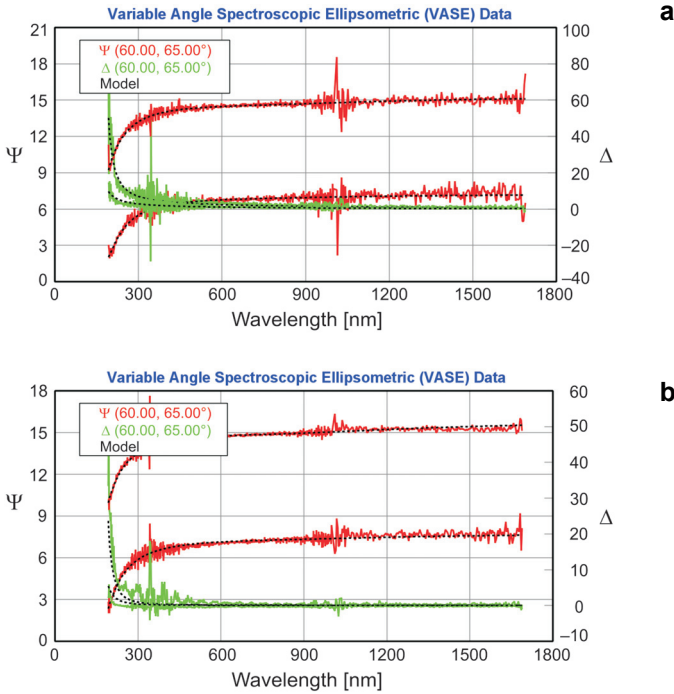 Variable Angle Spectroscopic Ellipsometric (VASE) Data
a
21
18
15
12
9
6
3
0
Ψ
Ψ (60.00, 65.00°)
Δ (60.00, 65.00°)
Model
100
80
60
40
20
0
–20
–40
Δ
0 300 600 900 1200 1500 1800
Wavelength [nm]
Variable Angle Spectroscopic Ellipsometric (VASE) Data
b
18
15
12
9
6
3
0
Ψ
Ψ (60.00, 65.00°)
Δ (60.00, 65.00°)
Model
60
50
40
30
20
10
0
–10
Δ
0 300 600 900 1200 1500 1800
Wavelength [nm]